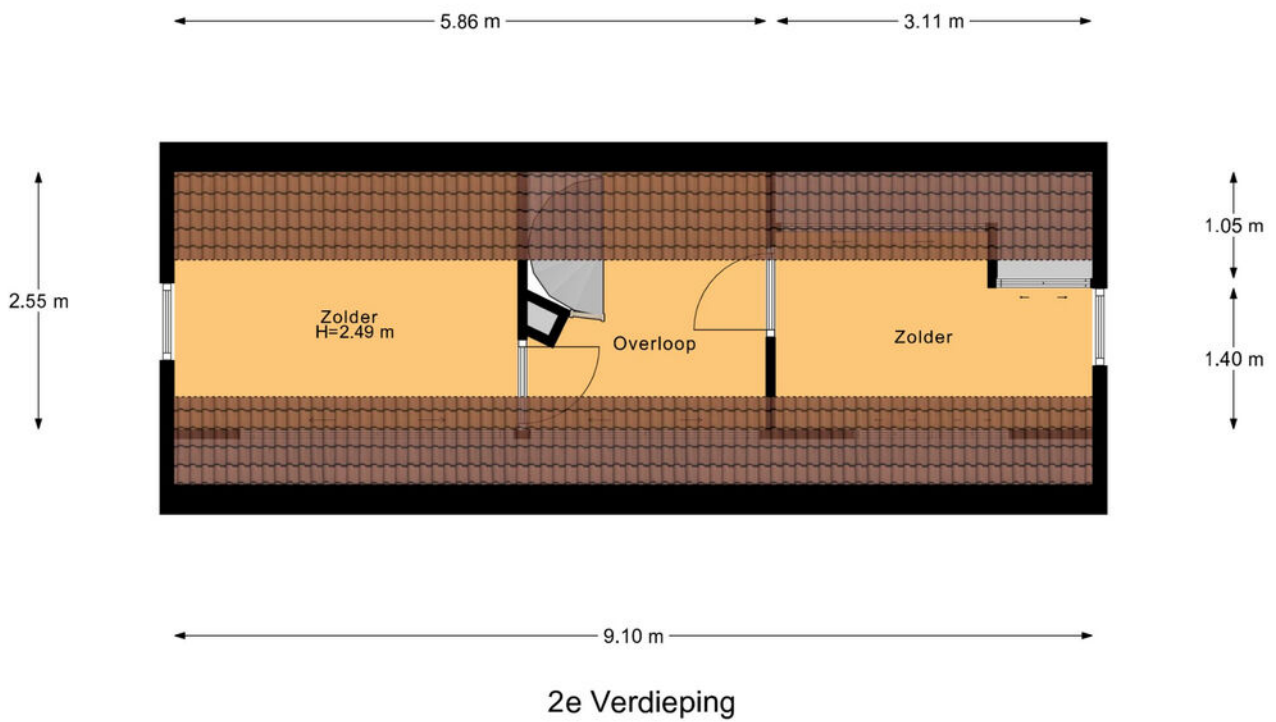 5.86 m
3.11 m
1.05 m
2.55 m
Zolder
H=2.49 m
Overloop
Zolder
1.40 m
9.10 m
2e Verdieping